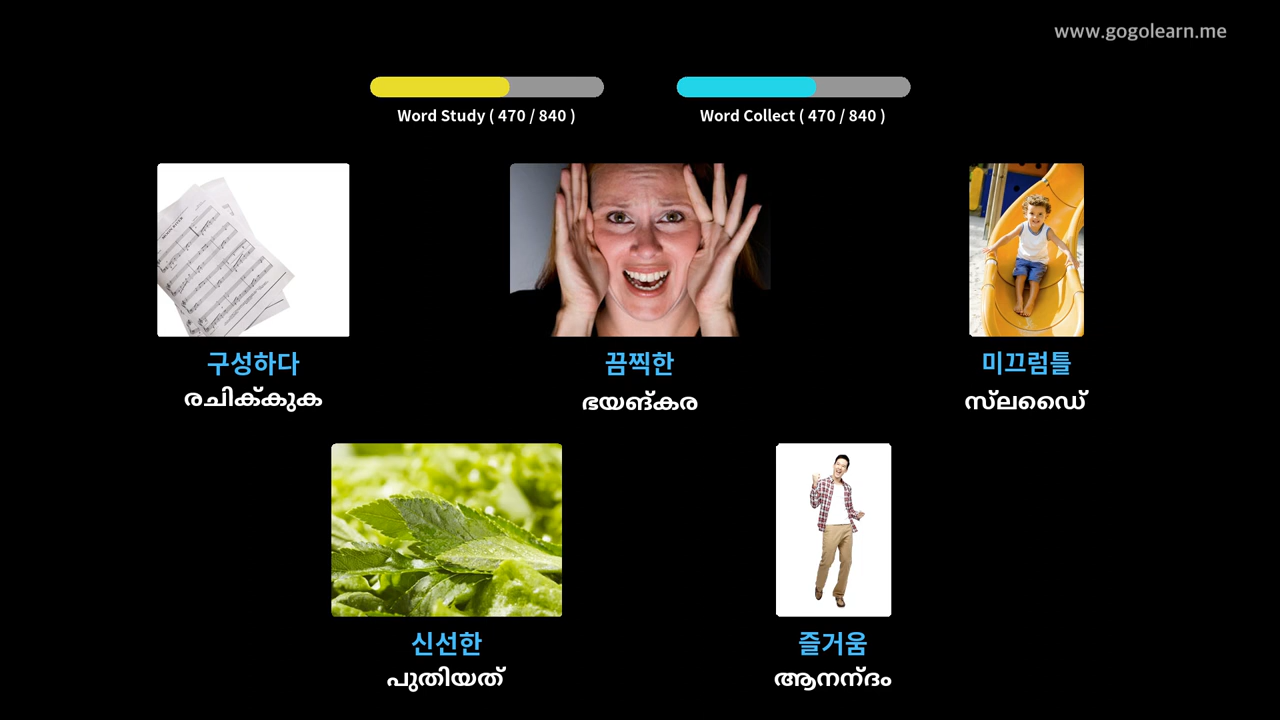 www.gogolearn.me
Word Study ( 470 / 840 )
Word Collect ( 470 / 840 )
구성하다
രചിക്കുക
끔찍한
ഭയങ്കര
미끄럼틀
സ്ലൈഡ്
신선한
പുതിയത്
즐거움
ആനന്ദം